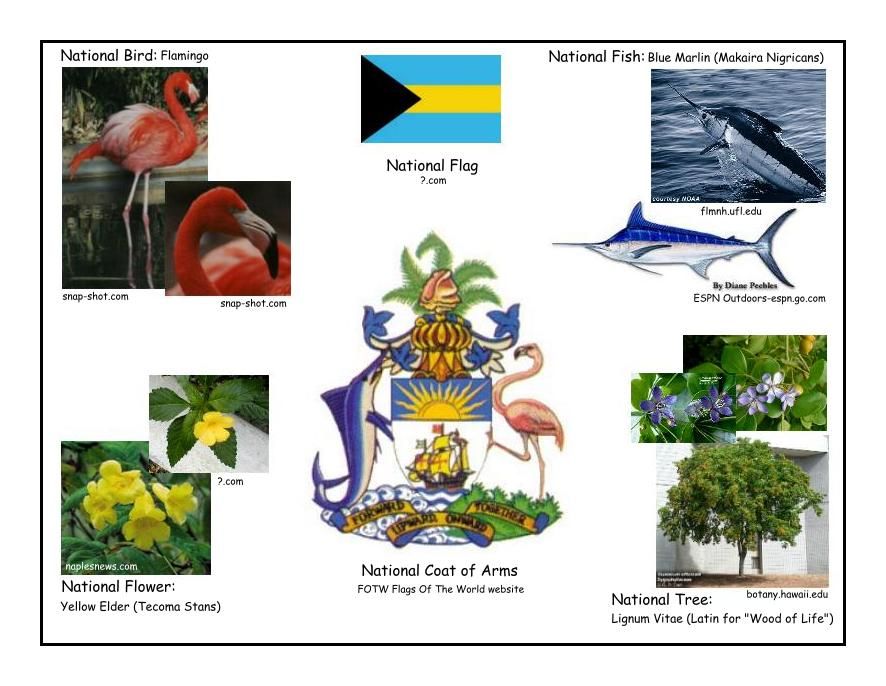 National Bird: Flamingo
snap-shot.com
snap-shot.com
National Flag
?.com
National Fish: Blue Marlin (Makaira Nigricans)
courtesy NOAA
flmnh.ufl.edu
By Diane Peebles
ESPN Outdoors-espn.go.com
?.com
naplesnews.com
National Flower:
Yellow Elder (Tecoma Stans)
FORWARD UPWARD ONWARD TOGETHER
National Coat of Arms
FOTW Flags Of The World website
botany.hawaii.edu
National Tree:
Lignum Vitae (Latin for "Wood of Life")